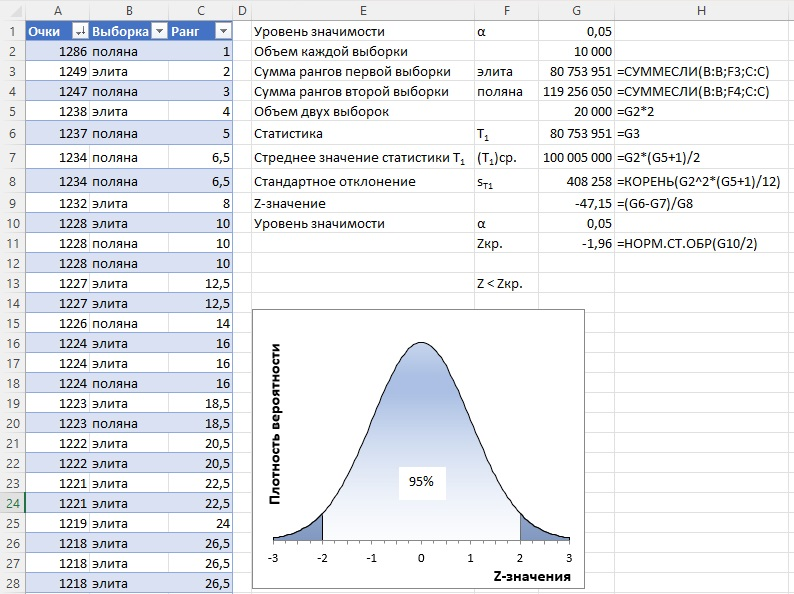 A B C D E F G H
1 Очки Выборка Ранг Уровень значимости α 0,05
2 1286 поляна 1 Объем каждой выборки 10 000
3 1249 элита 2 Сумма рангов первой выборки элита 80 753 951 =СУММЕСЛИ(B:B;F3;C:C)
4 1247 поляна 3 Сумма рангов второй выборки поляна 119 256 050 =СУММЕСЛИ(B:B;F4;C:C)
5 1238 элита 4 Объем двух выборок 20 000 =G2*2
6 1237 поляна 5 Статистика T1 80 753 951 =G3
7 1234 поляна 6,5 Стреднее значение статистики T1 (T1)ср. 100 005 000 =G2*(G5+1)/2
8 1234 поляна 6,5 Стандартное отклонение sT1 408 258 =КОРЕНЬ(G2^2*(G5+1)/12)
9 1232 элита 8 Z-значение -47,15 =(G6-G7)/G8
10 1228 элита 10 Уровень значимости α 0,05
11 1228 поляна 10 Zкр. -1,96 =НОРМ.СТ.ОБР(G10/2)
12 1228 поляна 10
13 1227 элита 12,5 Z < Zкр.
14 1227 элита 12,5
15 1226 поляна 14
16 1224 элита 16
17 1224 элита 16
18 1224 поляна 16
19 1223 элита 18,5
20 1223 поляна 18,5
21 1222 элита 20,5
22 1222 элита 20,5
23 1221 элита 22,5
24 1221 элита 22,5
25 1219 элита 24
26 1218 элита 26,5
27 1218 элита 26,5
28 1218 элита 26,5
Плотность вероятности
95%
-3 -2 -1 0 1 2 3
Z-значения